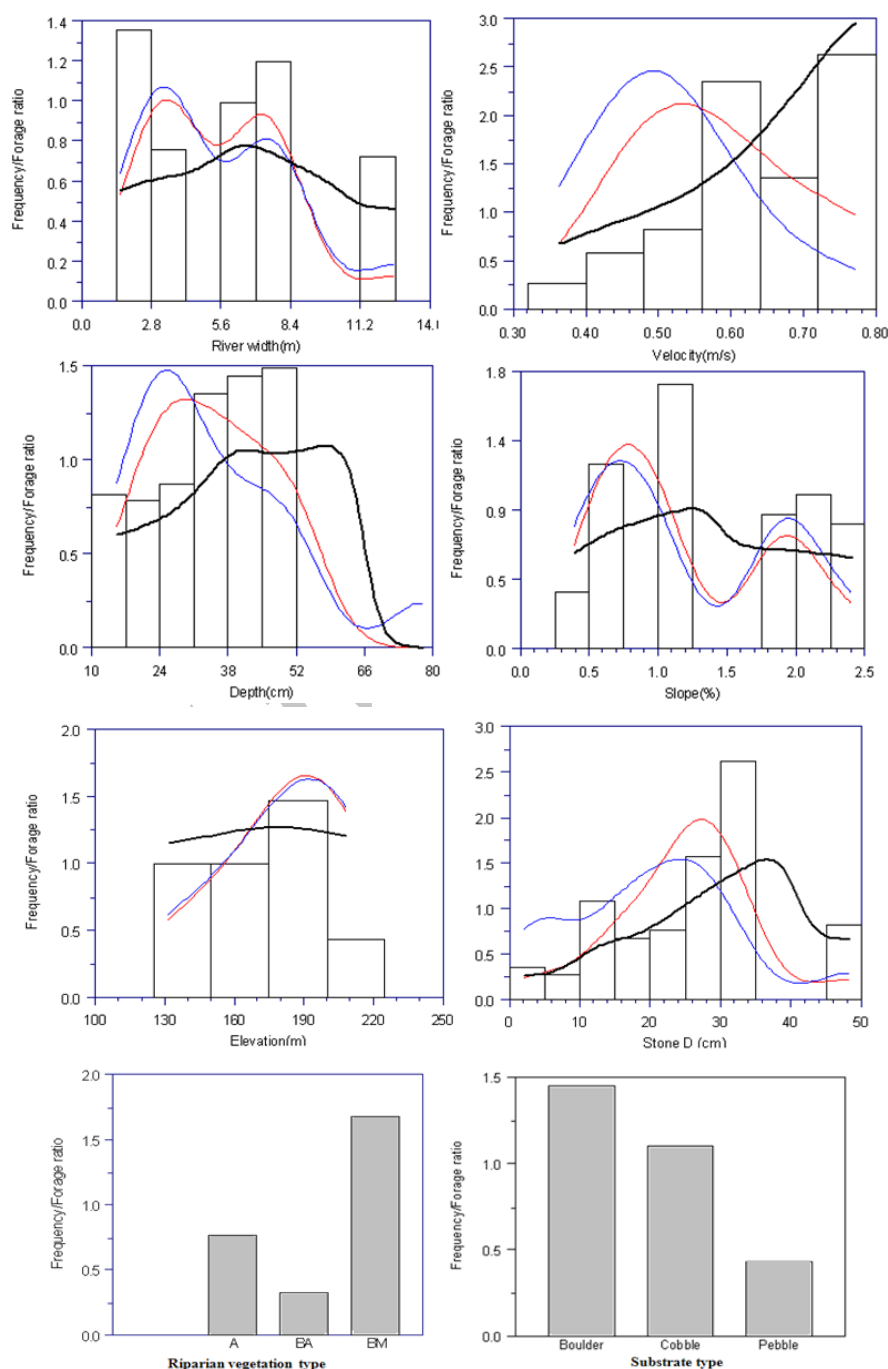 1.4
1.2
1.0
0.8
0.6
0.4
0.2
0.0
Frequency/Forage ratio
0.0 2.8 5.6 8.4 11.2
River width(m)
3.0
2.5
2.0
1.5
1.0
0.5
0.0
Frequency/Forage ratio
0.30 0.40 0.50 0.60 0.70 0.80
Velocity(m/s)
1.5
1.0
0.5
0.0
Frequency/Forage ratio
10 24 38 52 66 80
Depth(cm)
1.8
1.4
0.9
0.5
0.0
Frequency/Forage ratio
0.0 0.5 1.0 1.5 2.0 2.5
Slope(%)
2.0
1.5
1.0
0.5
0.0
Frequency/Forage ratio
100 130 160 190 220 250
Elevation(m)
3.0
2.5
2.0
1.5
1.0
0.5
0.0
Frequency/Forage ratio
0 10 20 30 40 50
Stone D (cm)
2.0
1.5
1.0
0.5
0.0
Frequency/Forage ratio
A BA BM
Riparian vegetation type
1.5
1.0
0.5
0.0
Frequency/Forage ratio
Boulder Cobble Pebble
Substrate type